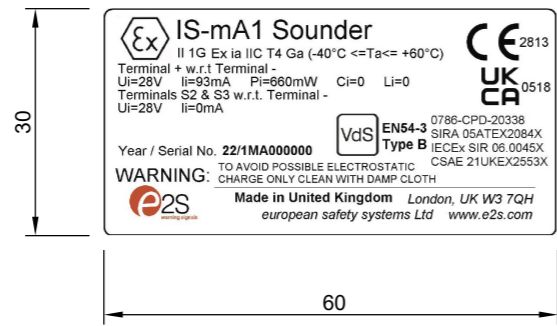 IS-mA1 Sounder
Ex
II 1G Ex ia IIC T4 Ga (-40°C <=Ta<= +60°C)
CE 2813
Terminal + w.r.t Terminal -
Ui=28V Ii=93mA Pi=660mW Ci=0 Li=0
Terminals S2 & S3 w.r.t. Terminal -
Ui=28V Ii=0mA
UK
CA 0518
VdS
EN54-3
Type B
0786-CPD-20338
SIRA 05ATEX2084X
IECEx SIR 06.0045X
CSAE 21UKEX2553X
Year / Serial No. 22/1MA000000
WARNING: TO AVOID POSSIBLE ELECTROSTATIC
CHARGE ONLY CLEAN WITH DAMP CLOTH
e2S
warning signals
Made in United Kingdom London, UK W3 7QH
european safety systems Ltd www.e2s.com
30
60